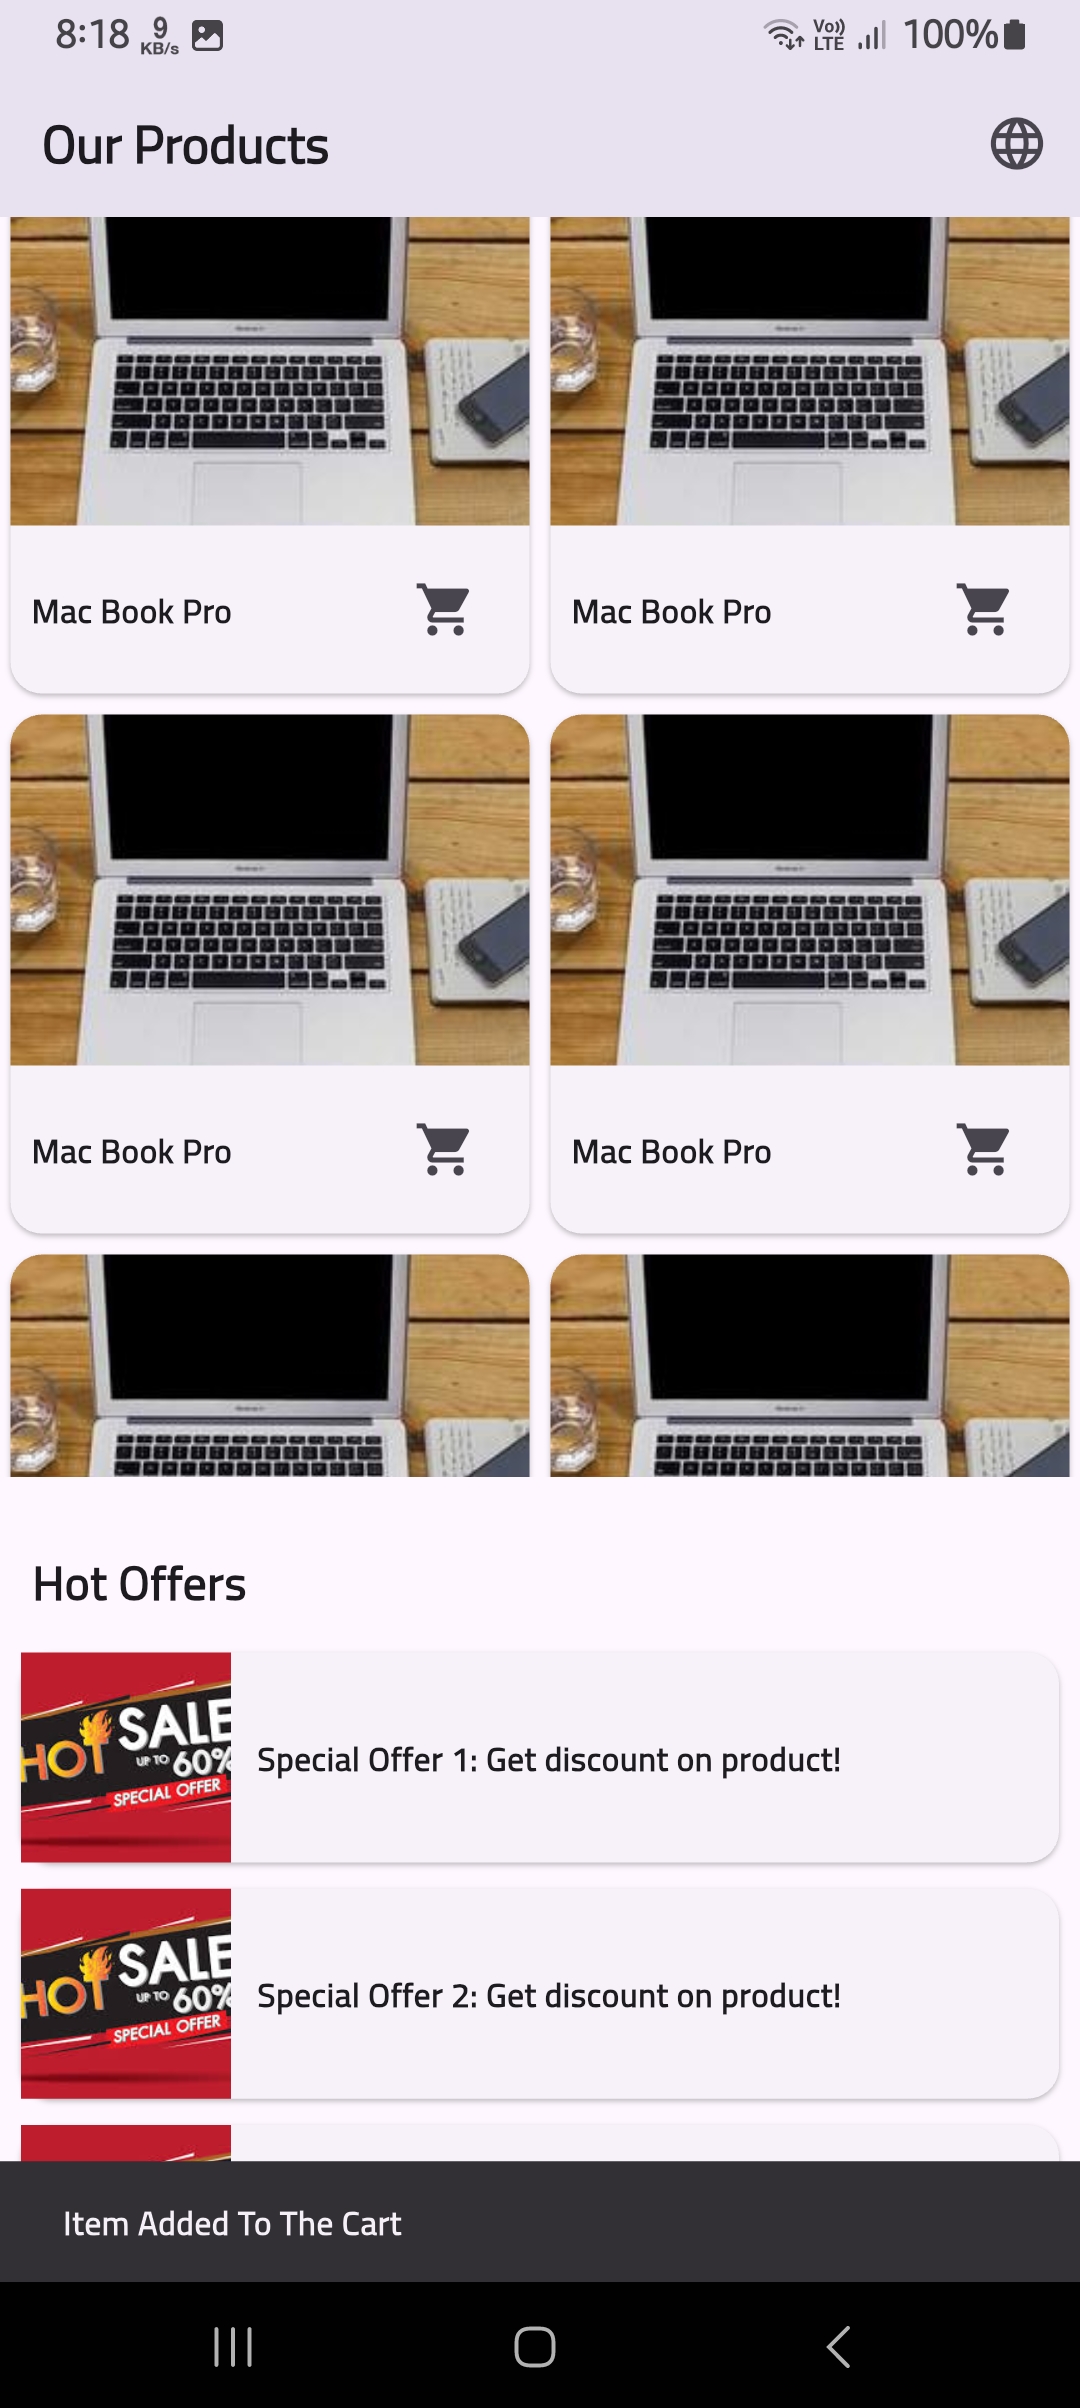 8:18 9 KB/s Vo)) LTE 100%
Our Products
Mac Book Pro
Mac Book Pro
Mac Book Pro
Mac Book Pro
Hot Offers
HOT SALE
UP TO 60%
SPECIAL OFFER
Special Offer 1: Get discount on product!
HOT SALE
UP TO 60%
SPECIAL OFFER
Special Offer 2: Get discount on product!
Item Added To The Cart